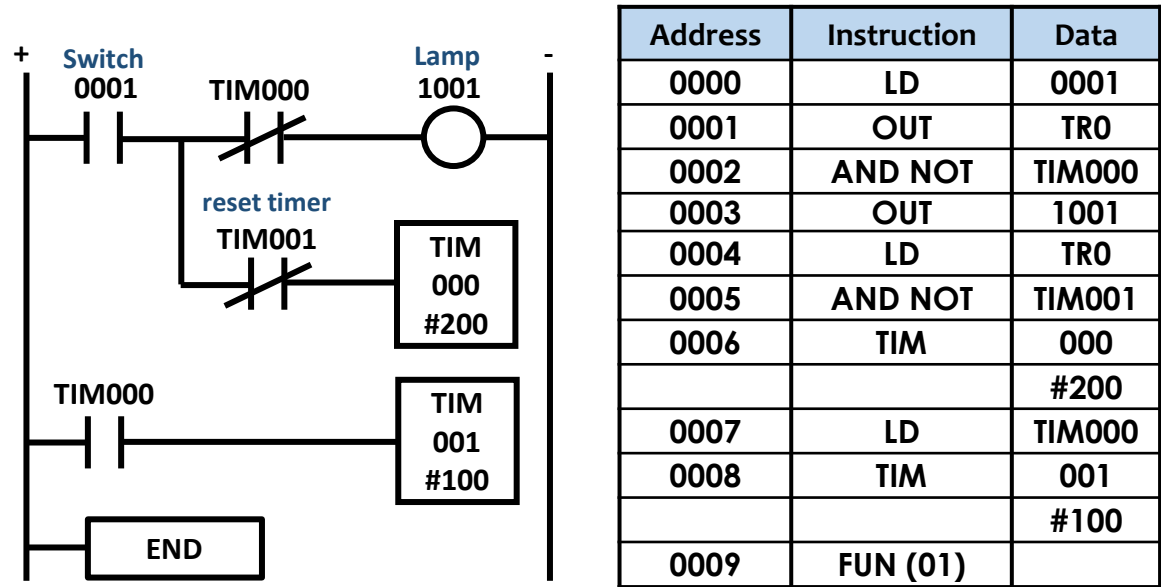 +
Switch
0001
TIM000
Lamp
1001
-
reset timer
TIM001
TIM
000
#200
TIM000
TIM
001
#100
END
Address Instruction Data
0000 LD 0001
0001 OUT TR0
0002 AND NOT TIM000
0003 OUT 1001
0004 LD TR0
0005 AND NOT TIM001
0006 TIM 000
#200
0007 LD TIM000
0008 TIM 001
#100
0009 FUN (01)